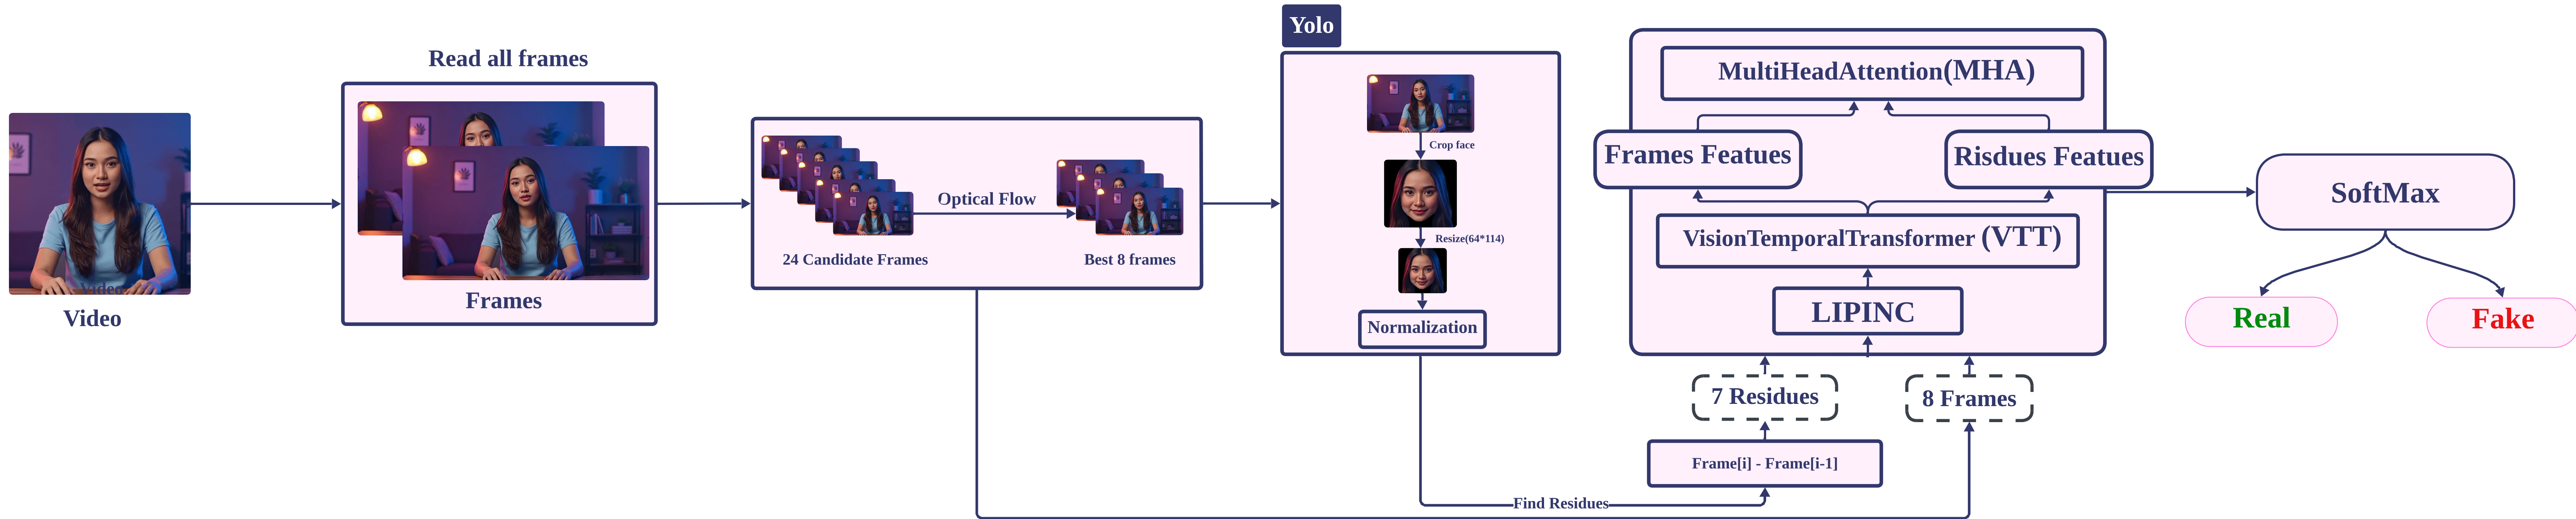 Video
Video
Read all frames
Frames
Optical Flow
24 Candidate Frames
Best 8 frames
Yolo
Crop face
Resize(64*114)
Normalization
MultiHeadAttention(MHA)
Frames Featues
Risdues Featues
VisionTemporalTransformer (VTT)
LIPINC
7 Residues
8 Frames
Frame[i] - Frame[i-1]
Find Residues
SoftMax
Real
Fake